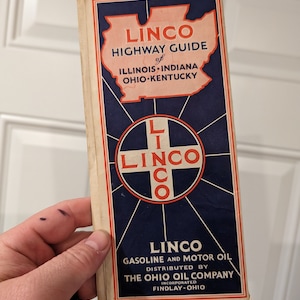 LINCO
HIGHWAY GUIDE
OF
ILLINOIS • INDIANA
OHIO • KENTUCKY
LINCO
LINCO
LINCO
GASOLINE AND MOTOR OIL
DISTRIBUTED BY
THE OHIO OIL COMPANY
INCORPORATED
FINDLAY-OHIO